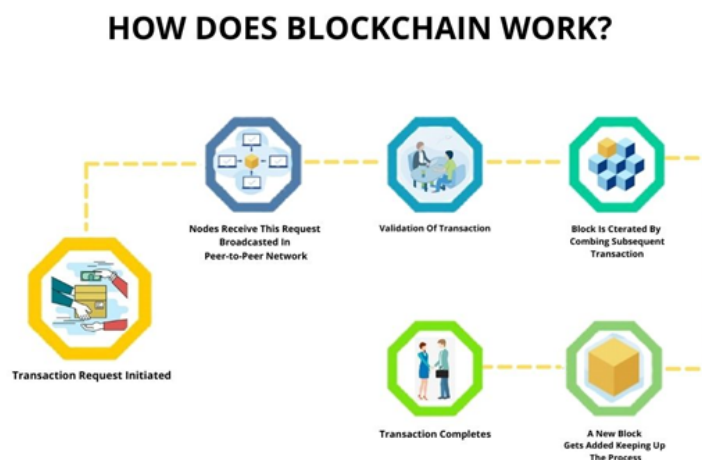 HOW DOES BLOCKCHAIN WORK?
Nodes Receive This Request
Broadcasted In
Peer-to-Peer Network
Validation Of Transaction
Block Is Cterated By
Combing Subsequent
Transaction
Transaction Request Initiated
Transaction Completes
A New Block
Gets Added Keeping Up
The Process